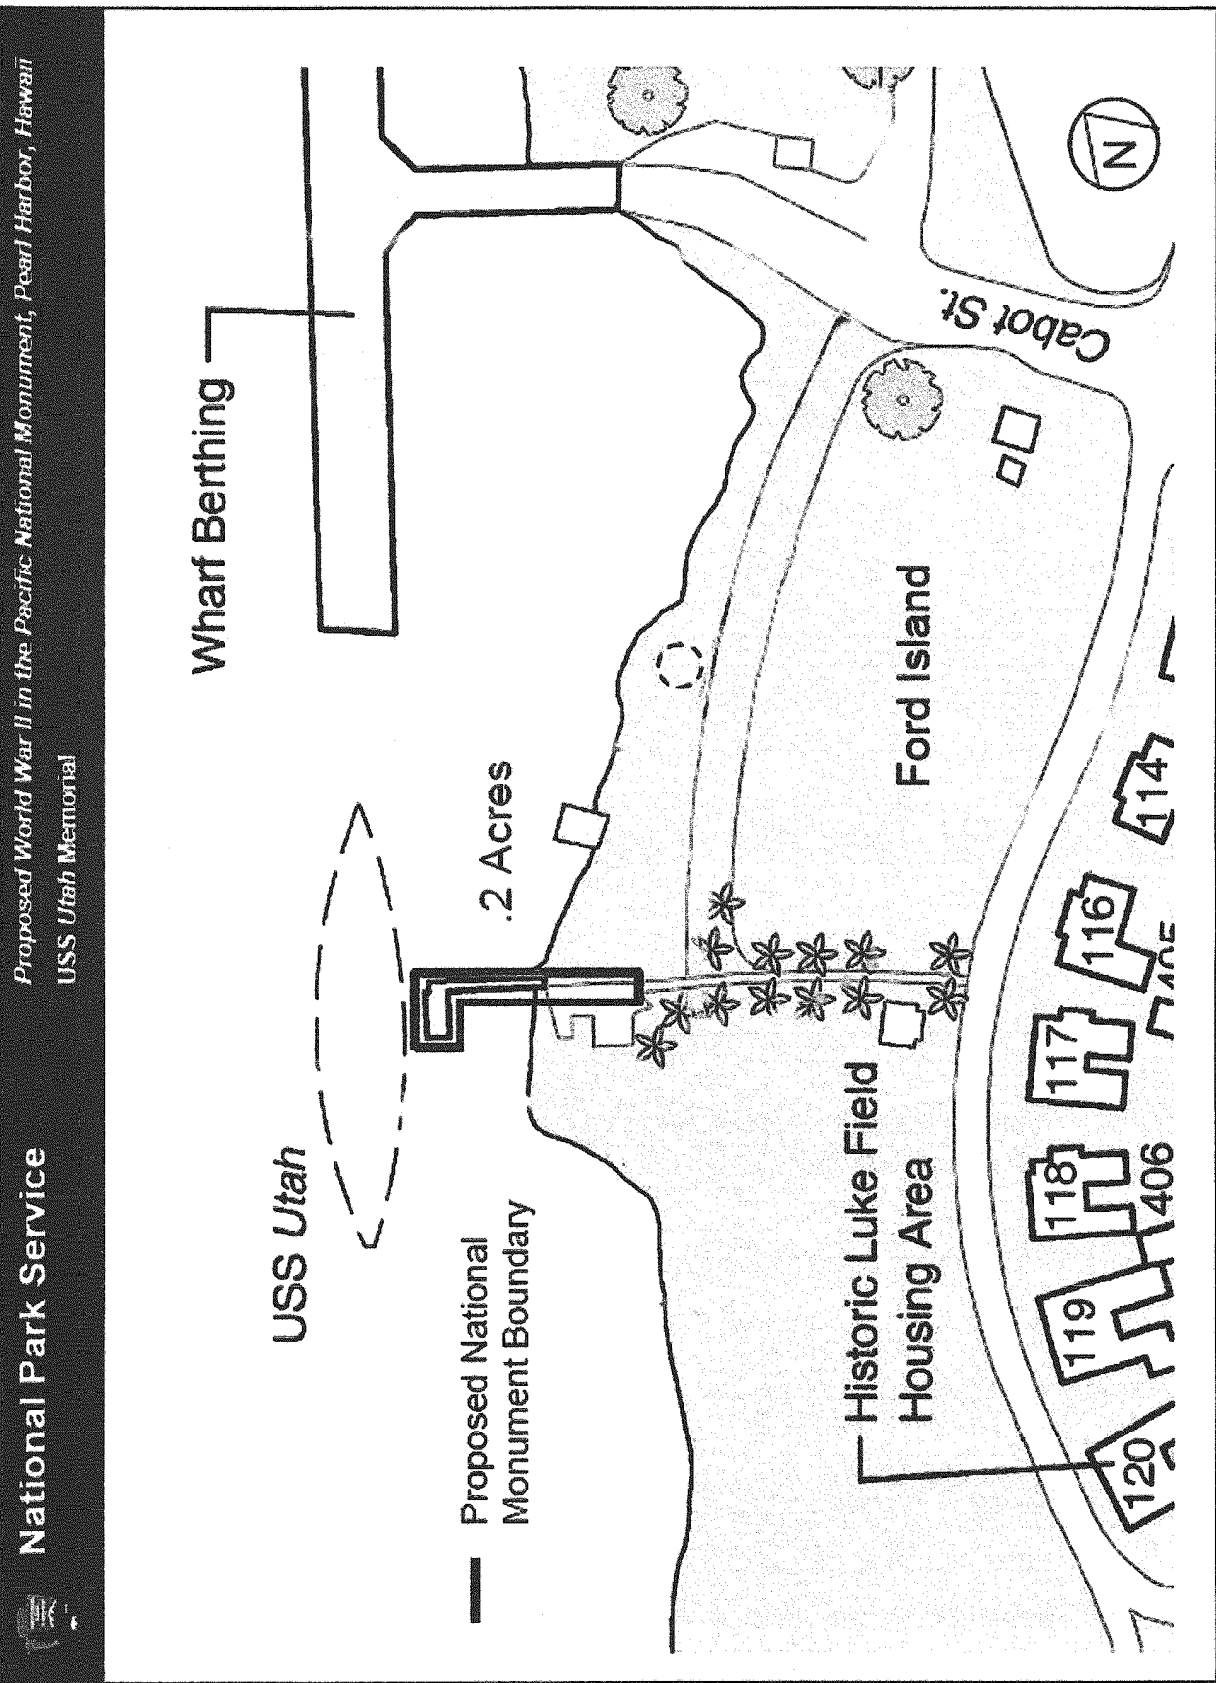 National Park Service
Proposed World War II in the Pacific National Monument, Pearl Harbor, Hawaii
USS Utah Memorial
Wharf Berthing
USS Utah
.2 Acres
Proposed National
Monument Boundary
Cabot St.
N
Ford Island
Historic Luke Field
Housing Area
120
119
118
117
116
114
406